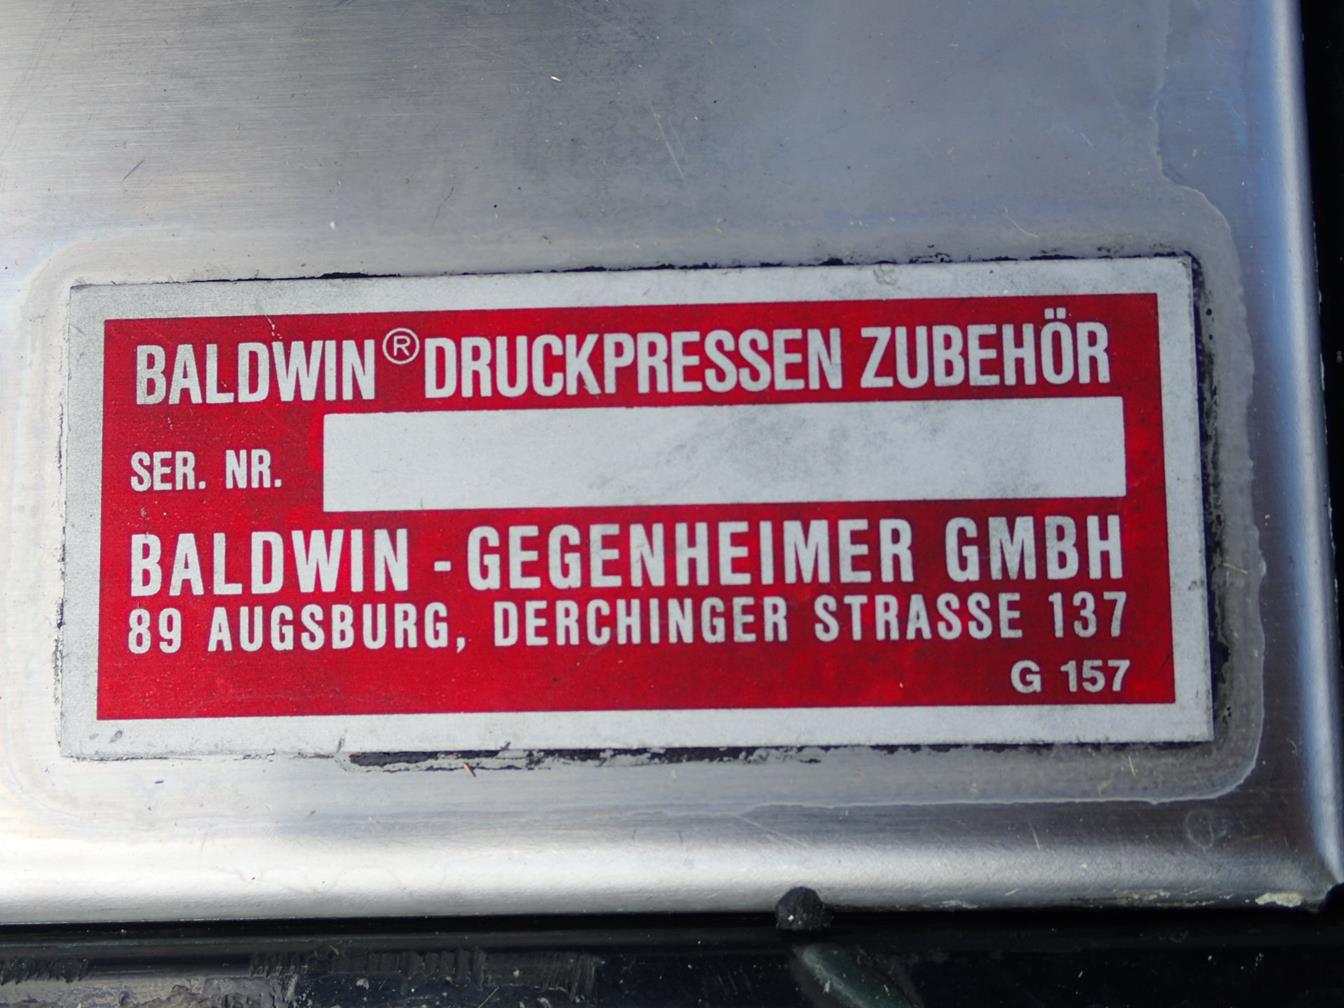 BALDWIN® DRUCKPRESSEN ZUBEHÖR
SER. NR.
BALDWIN - GEGENHEIMER GMBH
89 AUGSBURG, DERCHINGER STRASSE 137
G 157